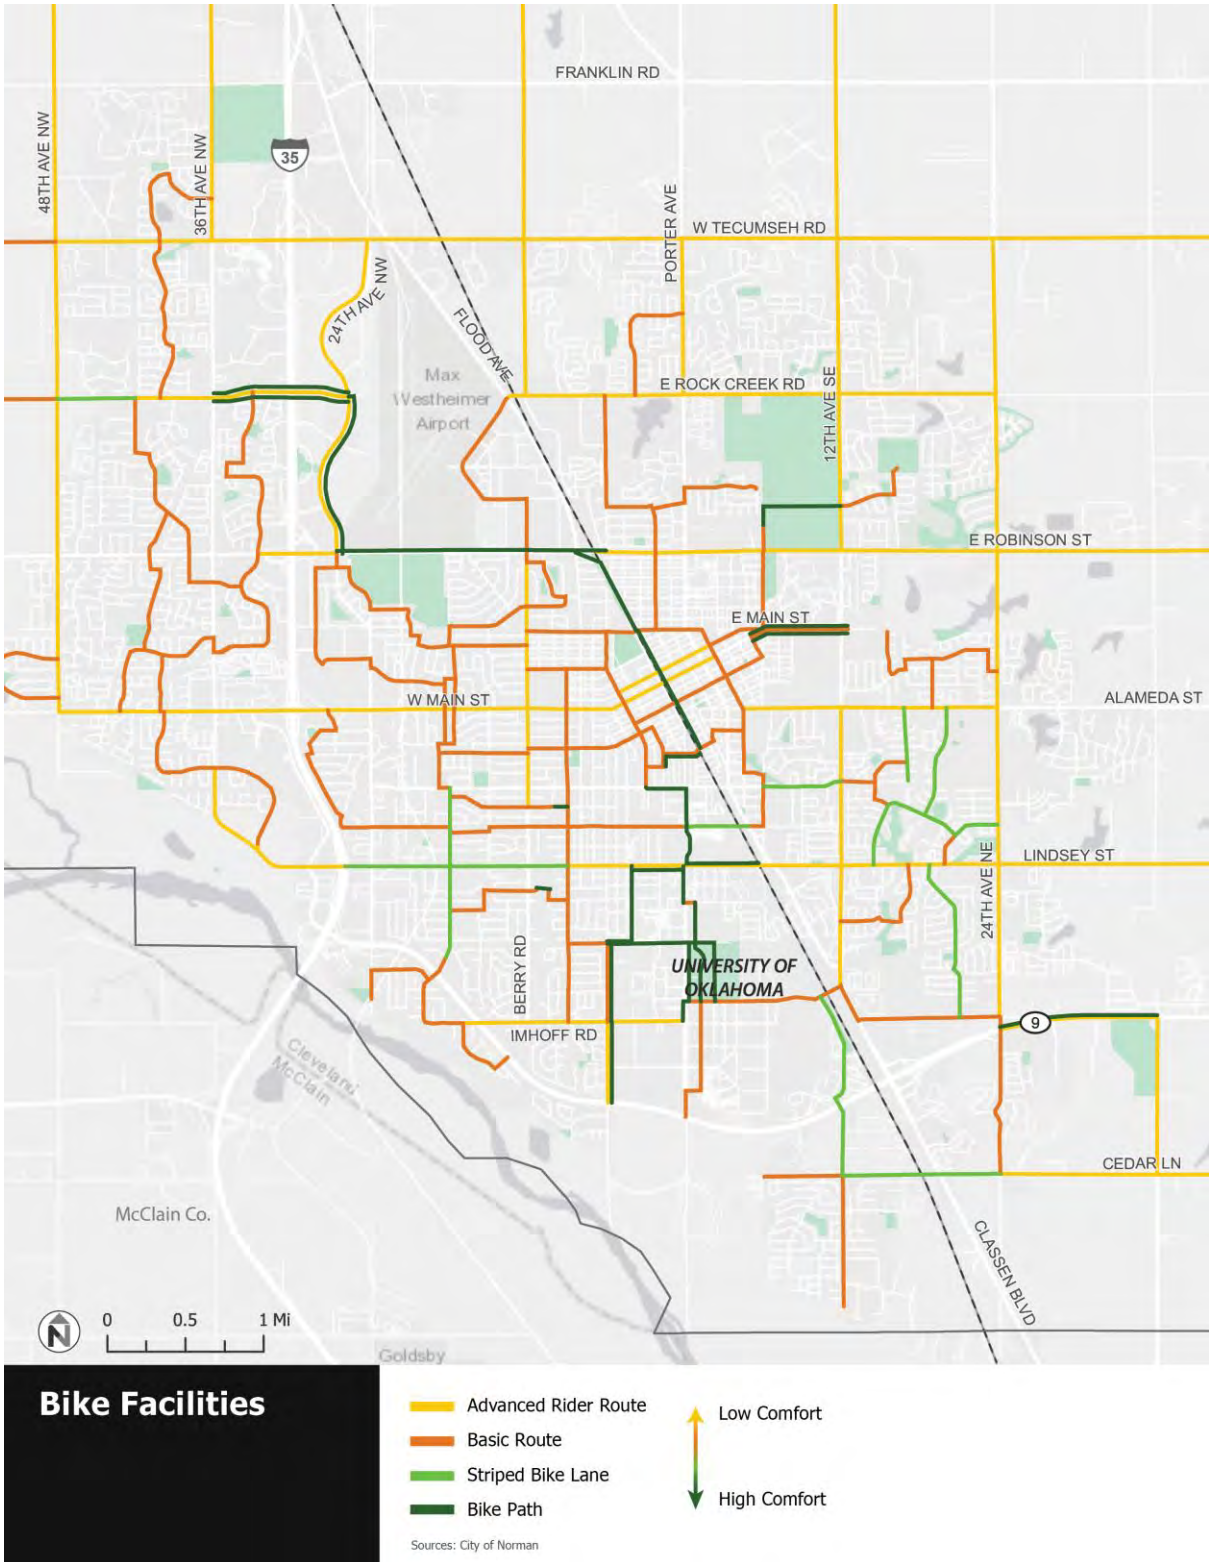 FRANKLIN RD
48TH AVE NW
36TH AVE NW
35
PORTER AVE
W TECUMSEH RD
24TH AVE NW
FLOOD AVE
Max
Westheimer
Airport
E ROCK CREEK RD
12TH AVE SE
E ROBINSON ST
E MAIN ST
W MAIN ST
ALAMEDA ST
LINDSEY ST
24TH AVE NE
BERRY RD
UNIVERSITY OF
OKLAHOMA
IMHOFF RD
9
Cleveland
McClain
CEDAR LN
McClain Co.
CLASSEN BLVD
N
0 0.5 1 Mi
Goldsby
Bike Facilities
Advanced Rider Route
Basic Route
Striped Bike Lane
Bike Path
Low Comfort
High Comfort
Sources: City of Norman